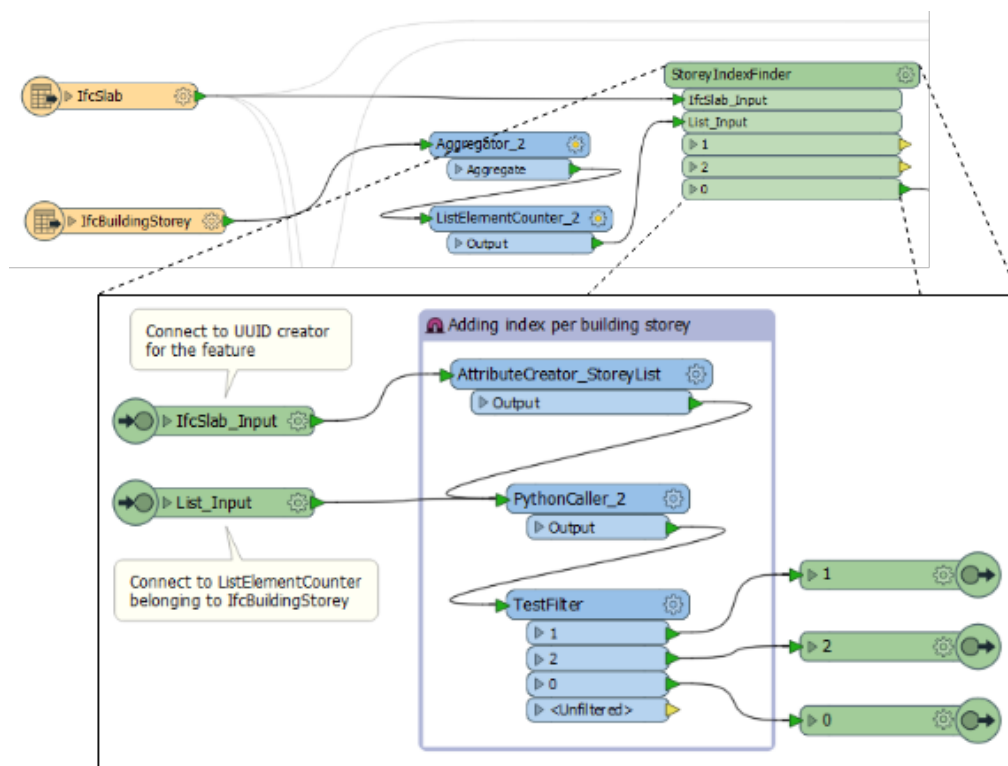 StoreyIndexFinder
IfcSlab
IfcSlab_Input
List_Input
Aggregator_2
1
Aggregate
2
0
IfcBuildingStorey
ListElementCounter_2
Output
Connect to UUID creator
for the feature
Adding index per building storey
AttributeCreator_StoreyList
Output
IfcSlab_Input
List_Input
PythonCaller_2
Output
Connect to ListElementCounter
belonging to IfcBuildingStorey
TestFilter
1
2
0
<Unfiltered>
1
2
0